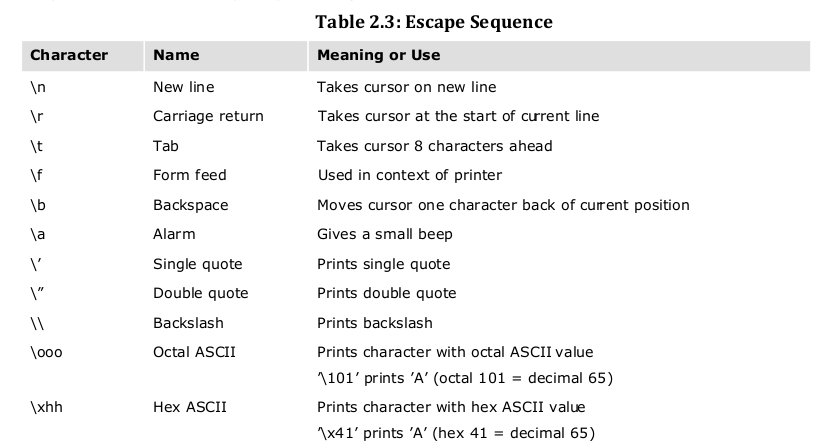 Table 2.3: Escape Sequence
Character Name Meaning or Use
\n New line Takes cursor on new line
\r Carriage return Takes cursor at the start of current line
\t Tab Takes cursor 8 characters ahead
\f Form feed Used in context of printer
\b Backspace Moves cursor one character back of current position
\a Alarm Gives a small beep
\’ Single quote Prints single quote
\” Double quote Prints double quote
\\ Backslash Prints backslash
\ooo Octal ASCII Prints character with octal ASCII value
’\101’ prints ’A’ (octal 101 = decimal 65)
\xhh Hex ASCII Prints character with hex ASCII value
’\x41’ prints ’A’ (hex 41 = decimal 65)